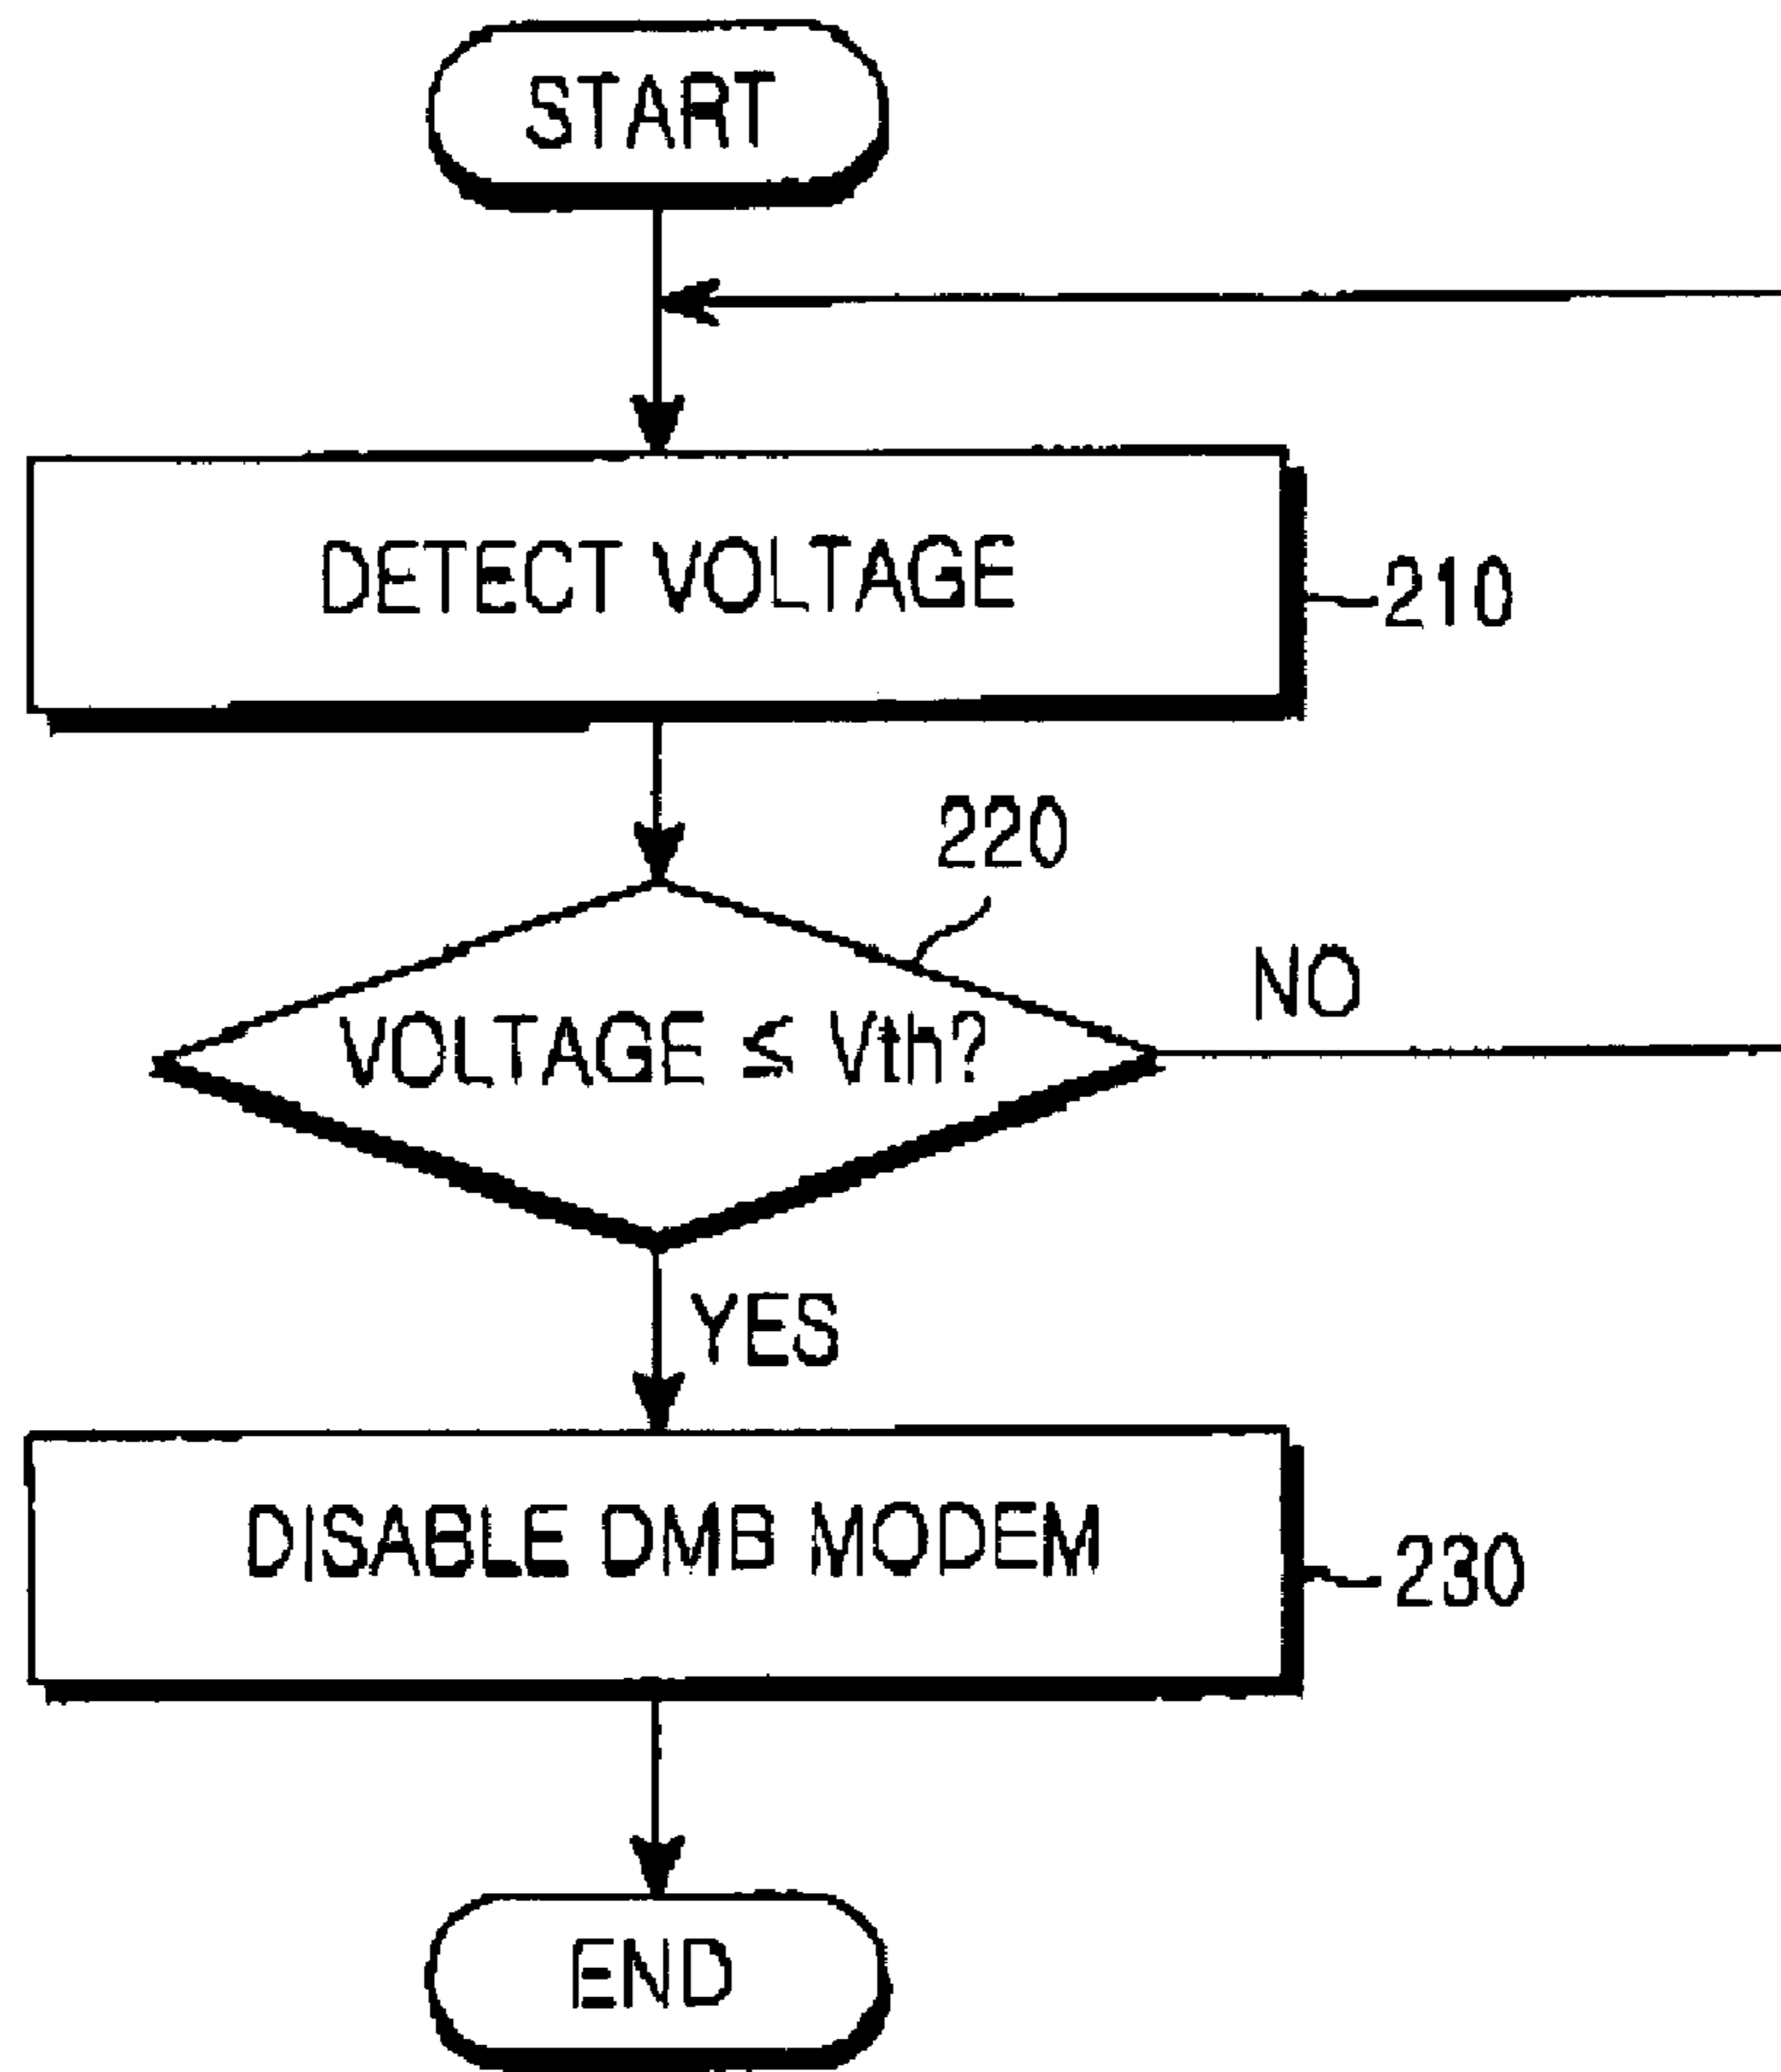 START
DETECT VOLTAGE
210
220
VOLTAGE ≦ Vth?
NO
YES
DISABLE DMB MODEM
230
END